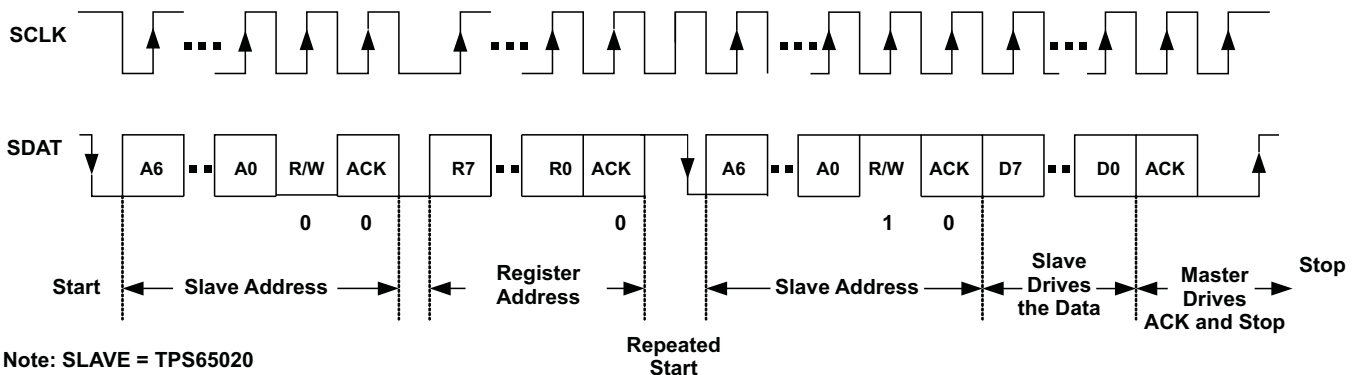 SCLK
SDAT
A6 A0 R/W ACK R7 R0 ACK A6 A0 R/W ACK D7 D0 ACK
0 0 0 1 0
Start
Slave Address
Register
Address
Repeated
Start
Slave Address
Slave
Drives
the Data
Master
Drives
ACK and Stop
Stop
Note: SLAVE = TPS65020